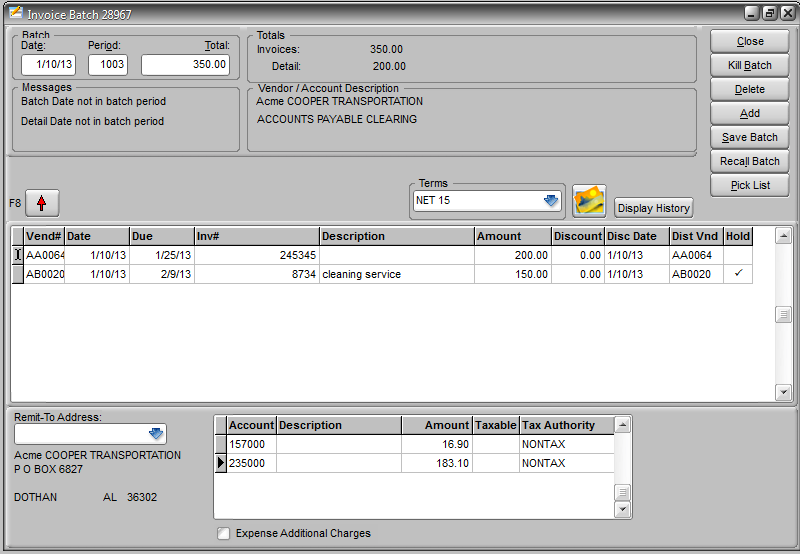 Invoice Batch 28967
Batch
Date: Period: Total:
1/10/13 1003 350.00
Totals
Invoices: 350.00
Detail: 200.00
Messages
Batch Date not in batch period
Detail Date not in batch period
Vendor / Account Description
Acme COOPER TRANSPORTATION
ACCOUNTS PAYABLE CLEARING
Close
Kill Batch
Delete
Add
Save Batch
Recall Batch
Pick List
F8
Terms
NET 15
Display History
Vend# Date Due Inv# Description Amount Discount Disc Date Dist Vnd Hold
AA0064 1/10/13 1/25/13 245345 200.00 0.00 1/10/13 AA0064
AB0020 1/10/13 2/9/13 8734 cleaning service 150.00 0.00 1/10/13 AB0020 ✓
Remit-To Address:
Acme COOPER TRANSPORTATION
P O BOX 6827
DOTHAN AL 36302
Account Description Amount Taxable Tax Authority
157000 16.90 NONTAX
235000 183.10 NONTAX
Expense Additional Charges